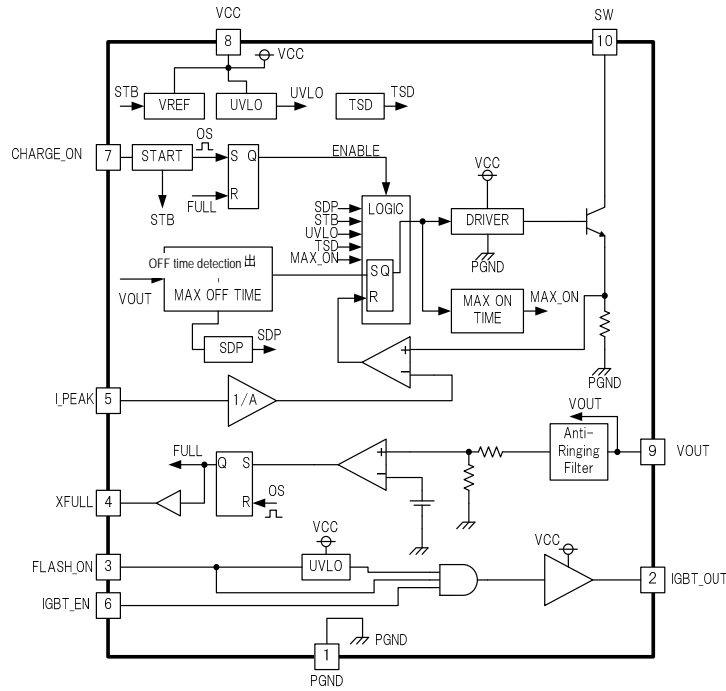 VCC
SW
8
10
VCC
STB
VREF
UVLO
UVLO
TSD
TSD
CHARGE_ON
7
START
OS
S Q
R
ENABLE
FULL
STB
VCC
SDP
STB
UVLO
TSD
MAX_ON
LOGIC
SQ
R
DRIVER
PGND
OFF time detection 出
MAX OFF TIME
VOUT
MAX ON
TIME
MAX_ON
SDP
SDP
+
−
PGND
I_PEAK
5
1/A
VOUT
FULL
Q S
R
OS
+
−
Anti-
Ringing
Filter
9
VOUT
XFULL
4
VCC
VCC
FLASH_ON
3
UVLO
2
IGBT_OUT
IGBT_EN
6
1
PGND
PGND